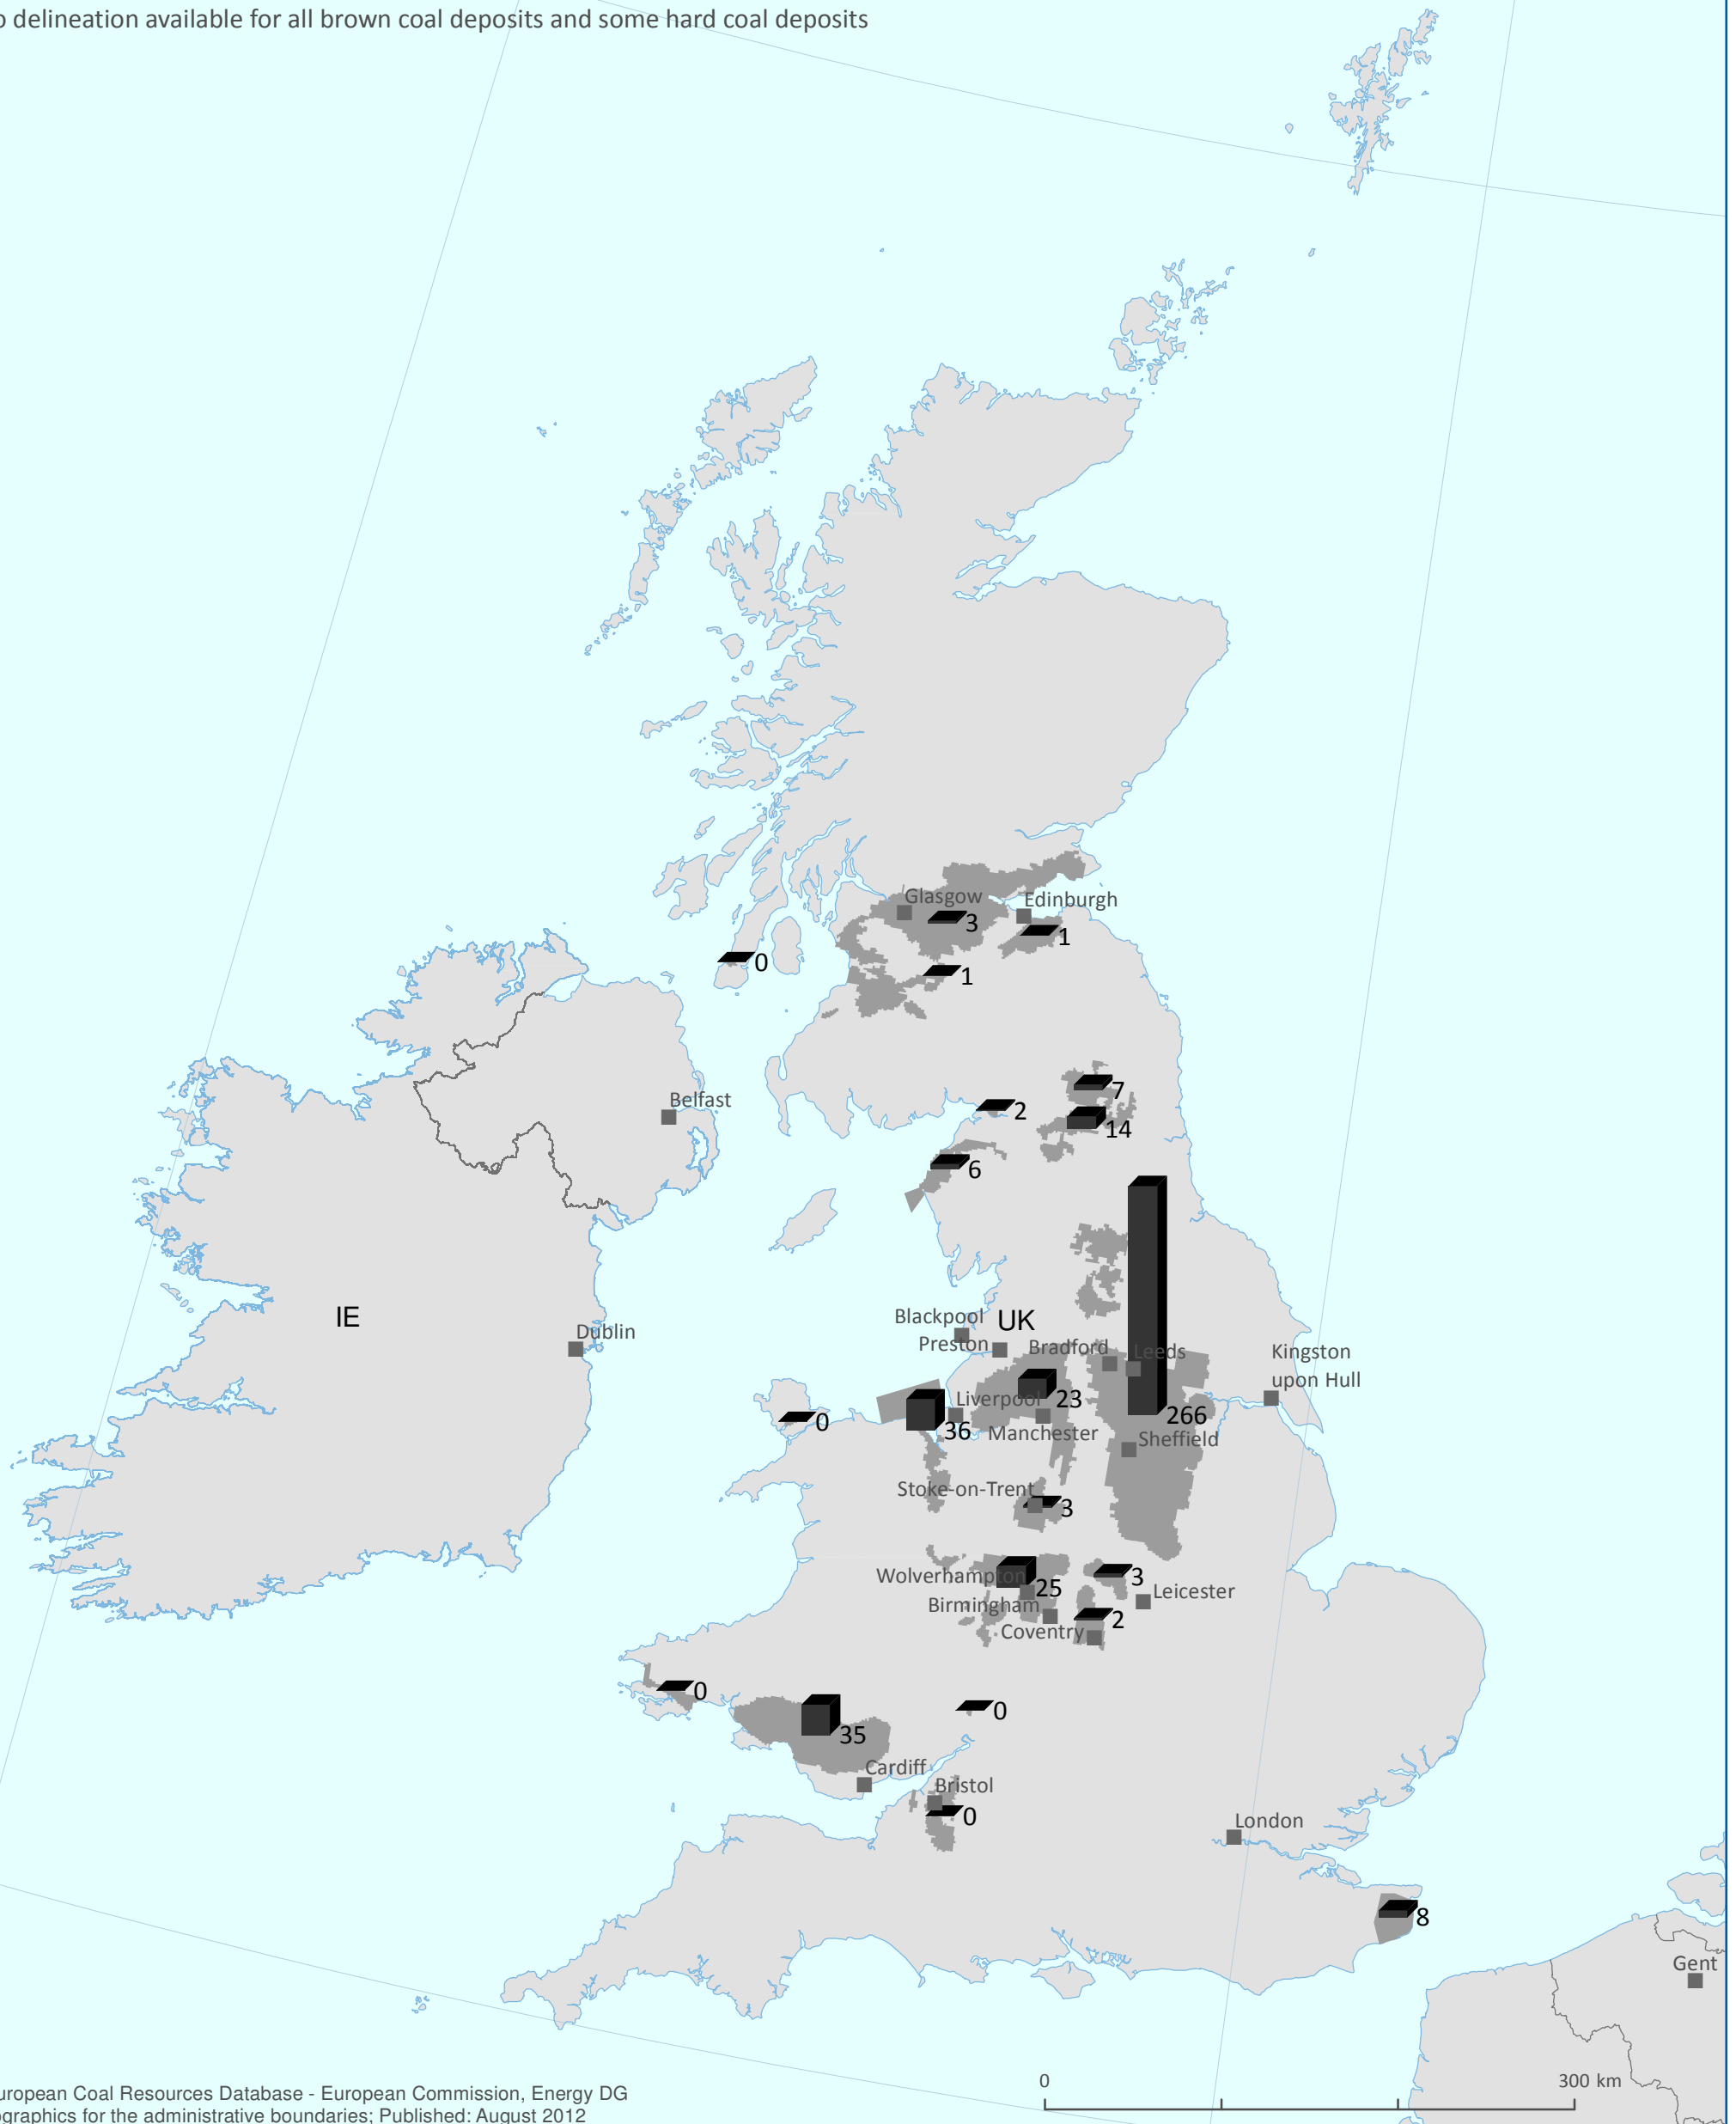 delineation available for all brown coal deposits and some hard coal deposits
Glasgow
Edinburgh
3
1
0
1
7
2
14
Belfast
6
IE
Dublin
Blackpool
UK
Preston
Bradford
Leeds
Kingston
upon Hull
Liverpool
23
266
0
36
Manchester
Sheffield
Stoke-on-Trent
3
Wolverhampton
25
3
Birmingham
Leicester
2
Coventry
0
0
35
Cardiff
Bristol
0
London
8
Gent
0
300 km
uropean Coal Resources Database - European Commission, Energy DG
ographics for the administrative boundaries; Published: August 2012